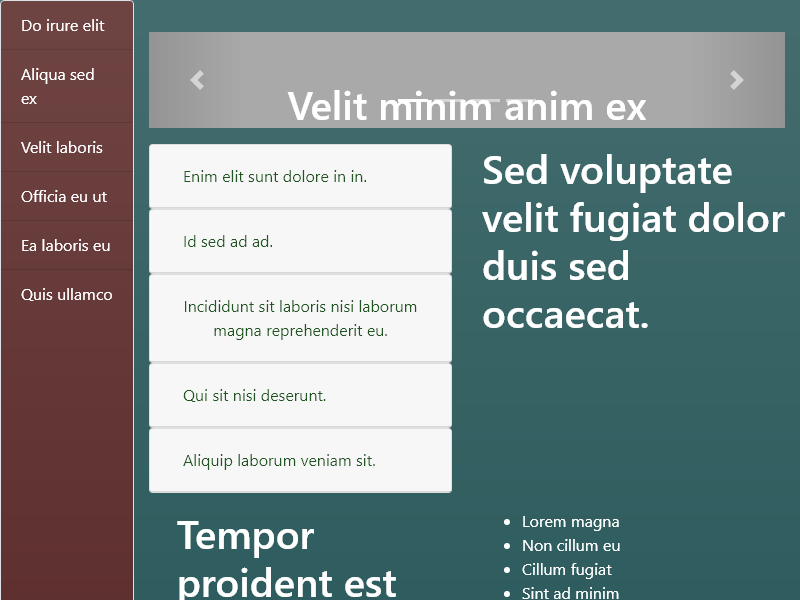 Do irure elit
Aliqua sed
ex
Velit laboris
Officia eu ut
Ea laboris eu
Quis ullamco
Velit minim anim ex
Enim elit sunt dolore in in.
Id sed ad ad.
Incididunt sit laboris nisi laborum
magna reprehenderit eu.
Qui sit nisi deserunt.
Aliquip laborum veniam sit.
Sed voluptate
velit fugiat dolor
duis sed
occaecat.
Tempor
proident est
Lorem magna
Non cillum eu
Cillum fugiat
Sint ad minim